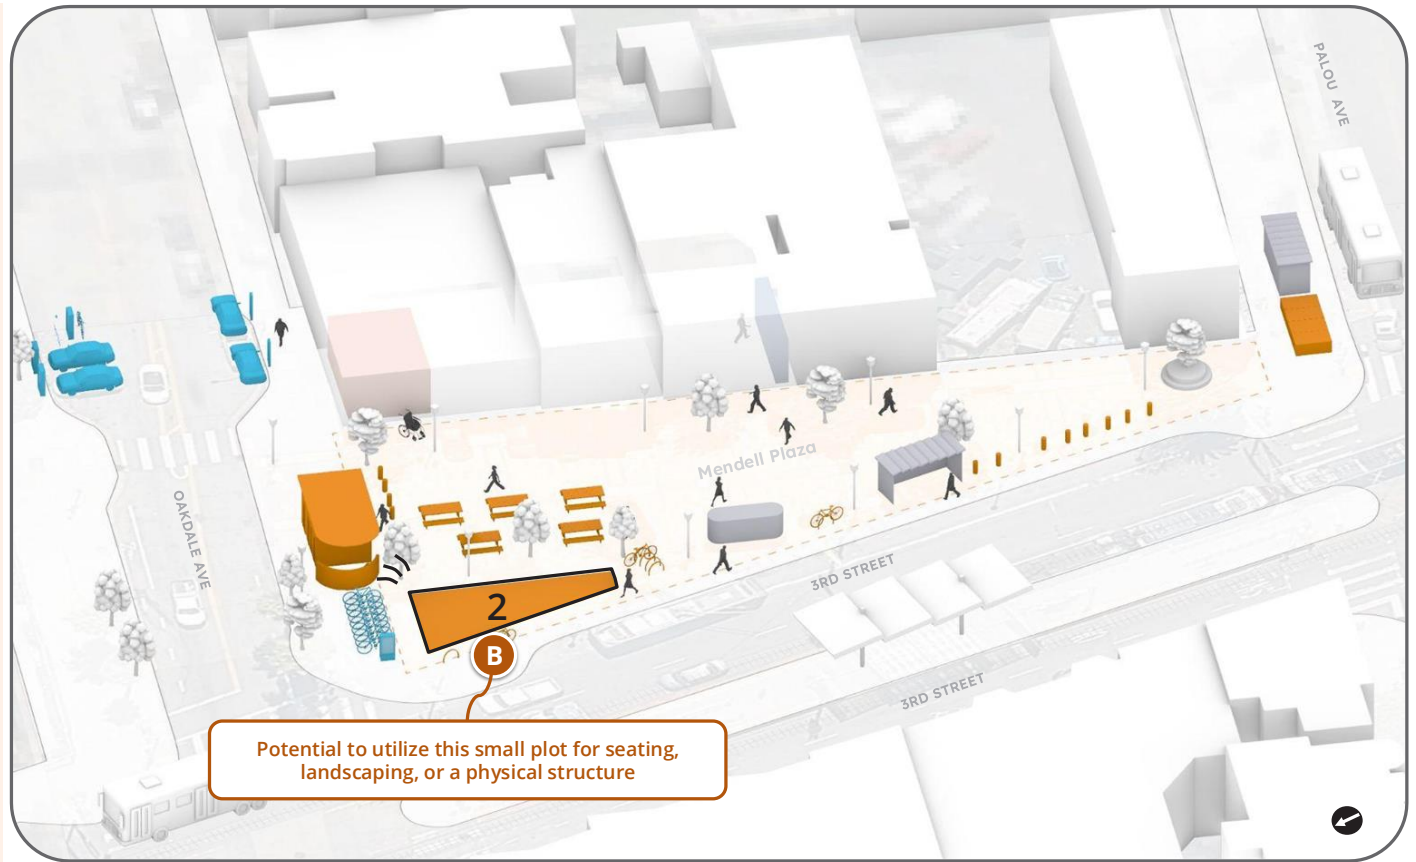 PALOU AVE
OAKDALE AVE
Mendell Plaza
3RD STREET
2
B
3RD STREET
Potential to utilize this small plot for seating,
landscaping, or a physical structure